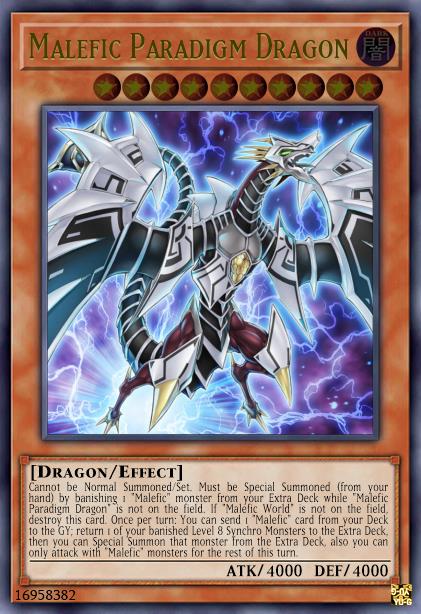 MALEFIC PARADIGM DRAGON
DARK
闇
[DRAGON/EFFECT]
Cannot be Normal Summoned/Set. Must be Special Summoned (from your
hand) by banishing 1 "Malefic" monster from your Extra Deck while "Malefic
Paradigm Dragon" is not on the field. If "Malefic World" is not on the field,
destroy this card. Once per turn: You can send 1 "Malefic" card from your Deck
to the GY; return 1 of your banished Level 8 Synchro Monsters to the Extra Deck,
then you can Special Summon that monster from the Extra Deck, also you can
only attack with "Malefic" monsters for the rest of this turn.
ATK/4000 DEF/4000
16958382